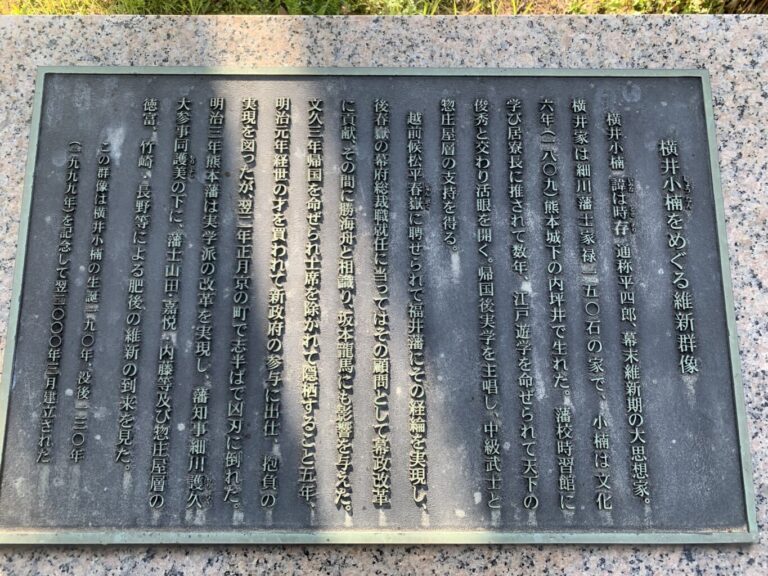 横井小楠をめぐる維新群像
横井小楠 諱は時存、通称平四郎、幕末維新期の大思想家。
横井家は細川藩士家禄一五〇石の家で、小楠は文化
六年(一八〇九)熊本城下の内坪井で生れた。藩校時習館に
学び居寮長に推されて数年、江戸遊学を命ぜられて天下の
俊秀と交わり活眼を開く。帰国後実学を主唱し、中級武士と
惣庄屋層の支持を得る。
越前候松平春嶽に聘せられて福井藩にその経綸を実現し、
後春嶽の幕府総裁職就任に当ってはその顧問として幕政改革
に貢献、その間に勝海舟と相識り、坂本龍馬にも影響を与えた。
文久三年帰国を命ぜられ士席を除かれて隠栖すること五年、
明治元年経世の才を買われて新政府の参与に出仕、抱負の
実現を図ったが、翌二年正月京の町で志半ばで凶刃に倒れた。
明治三年熊本藩は実学派の改革を実現し、藩知事細川護久
大参事同護美の下に、藩士山田、嘉悦、内藤等及び惣庄屋層の
徳富、竹崎、長野等による肥後の維新の到来を見た。
この群像は横井小楠の生誕一九〇年、没後一三〇年
(一九九九年)を記念して翌二〇〇〇年二月建立された